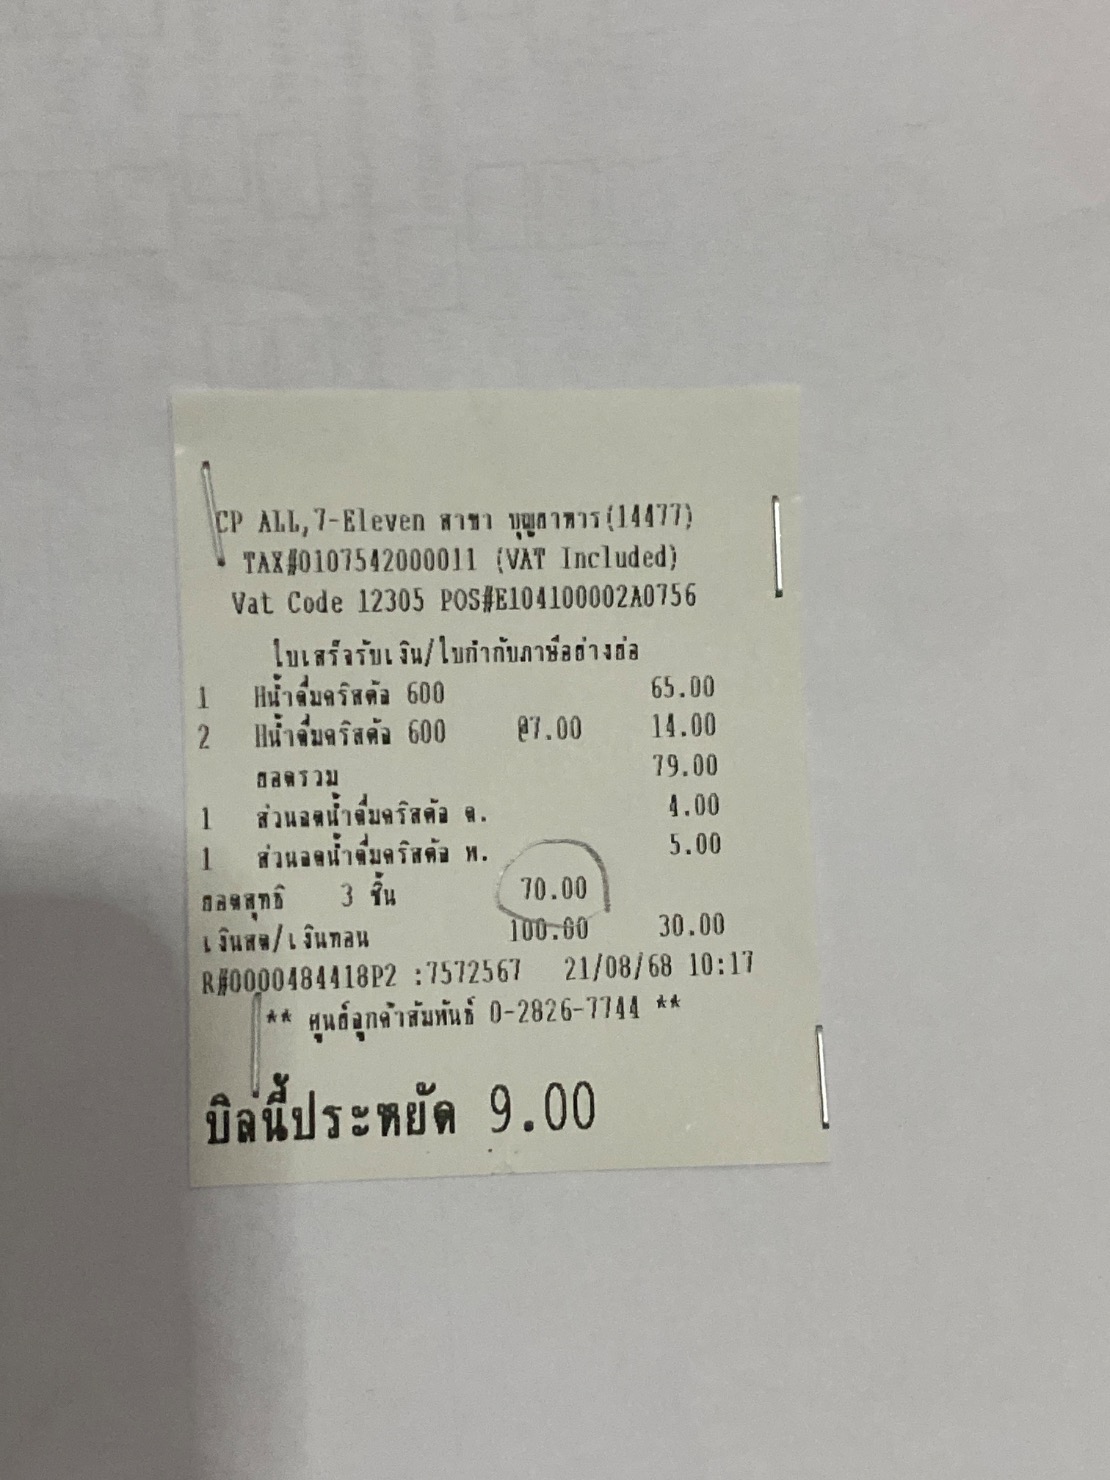 CP ALL,7-Eleven สาขา บุญธาหาร(14477)
TAX#0107542000011 (VAT Included)
Vat Code 12305 POS#E104100002A0756
ใบเสร็จรับเงิน/ใบกำกับภาษีอย่างย่อ
1 Hน้ำดื่มคริสตัล 600 65.00
2 Hน้ำดื่มคริสตัล 600 @7.00 14.00
ยอดรวม 79.00
1 ส่วนลดน้ำดื่มคริสตัล ค. 4.00
1 ส่วนลดน้ำดื่มคริสตัล ท. 5.00
ยอดสุทธิ 3 ชิ้น 70.00
เงินสด/เงินทอน 100.00 30.00
R#0000484418P2 :7572567 21/08/68 10:17
** ศูนย์ลูกค้าสัมพันธ์ 0-2826-7744 **
บิลนี้ประหยัด 9.00